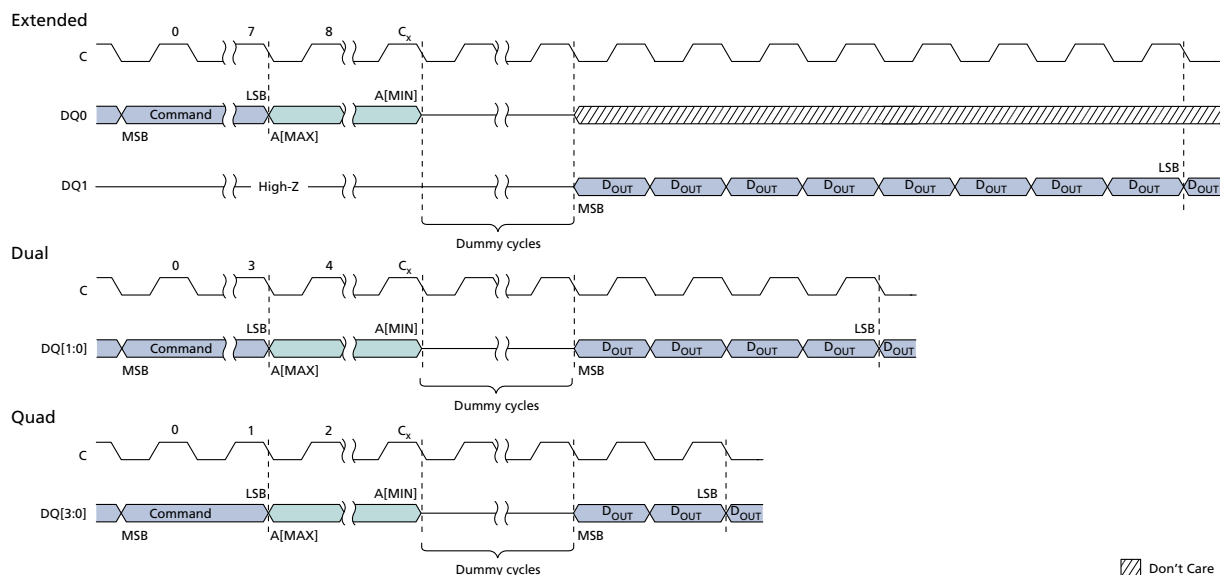 Extended
0 7 8 Cx
C
LSB A[MIN]
DQ0 Command
MSB A[MAX]
LSB
DQ1 High-Z DOUT DOUT DOUT DOUT DOUT DOUT DOUT DOUT DOUT
MSB
Dummy cycles
Dual
0 3 4 Cx
C
LSB A[MIN] LSB
DQ[1:0] Command DOUT DOUT DOUT DOUT DOUT
MSB A[MAX] MSB
Dummy cycles
Quad
0 1 2 Cx
C
LSB A[MIN] LSB
DQ[3:0] Command DOUT DOUT DOUT
MSB A[MAX] MSB
Dummy cycles
Don't Care